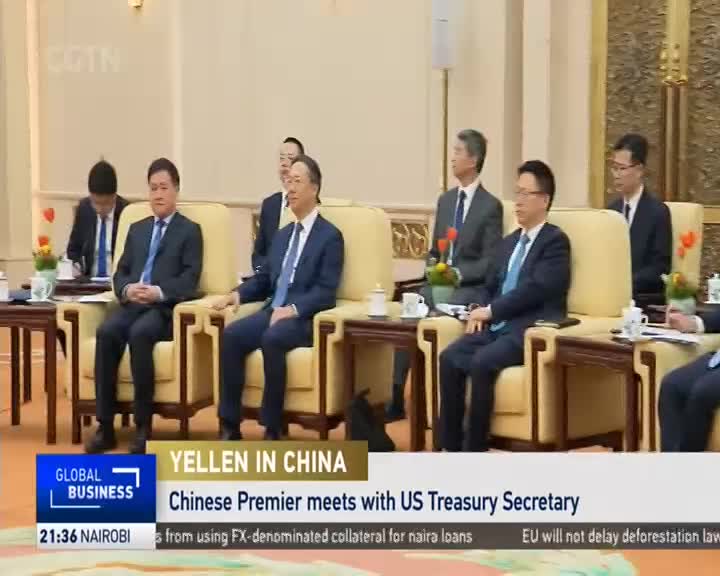 CGTN
YELLEN IN CHINA
GLOBAL
BUSINESS
Chinese Premier meets with US Treasury Secretary
21:36 NAIROBI
s from using FX-denominated collateral for naira loans
EU will not delay deforestation law